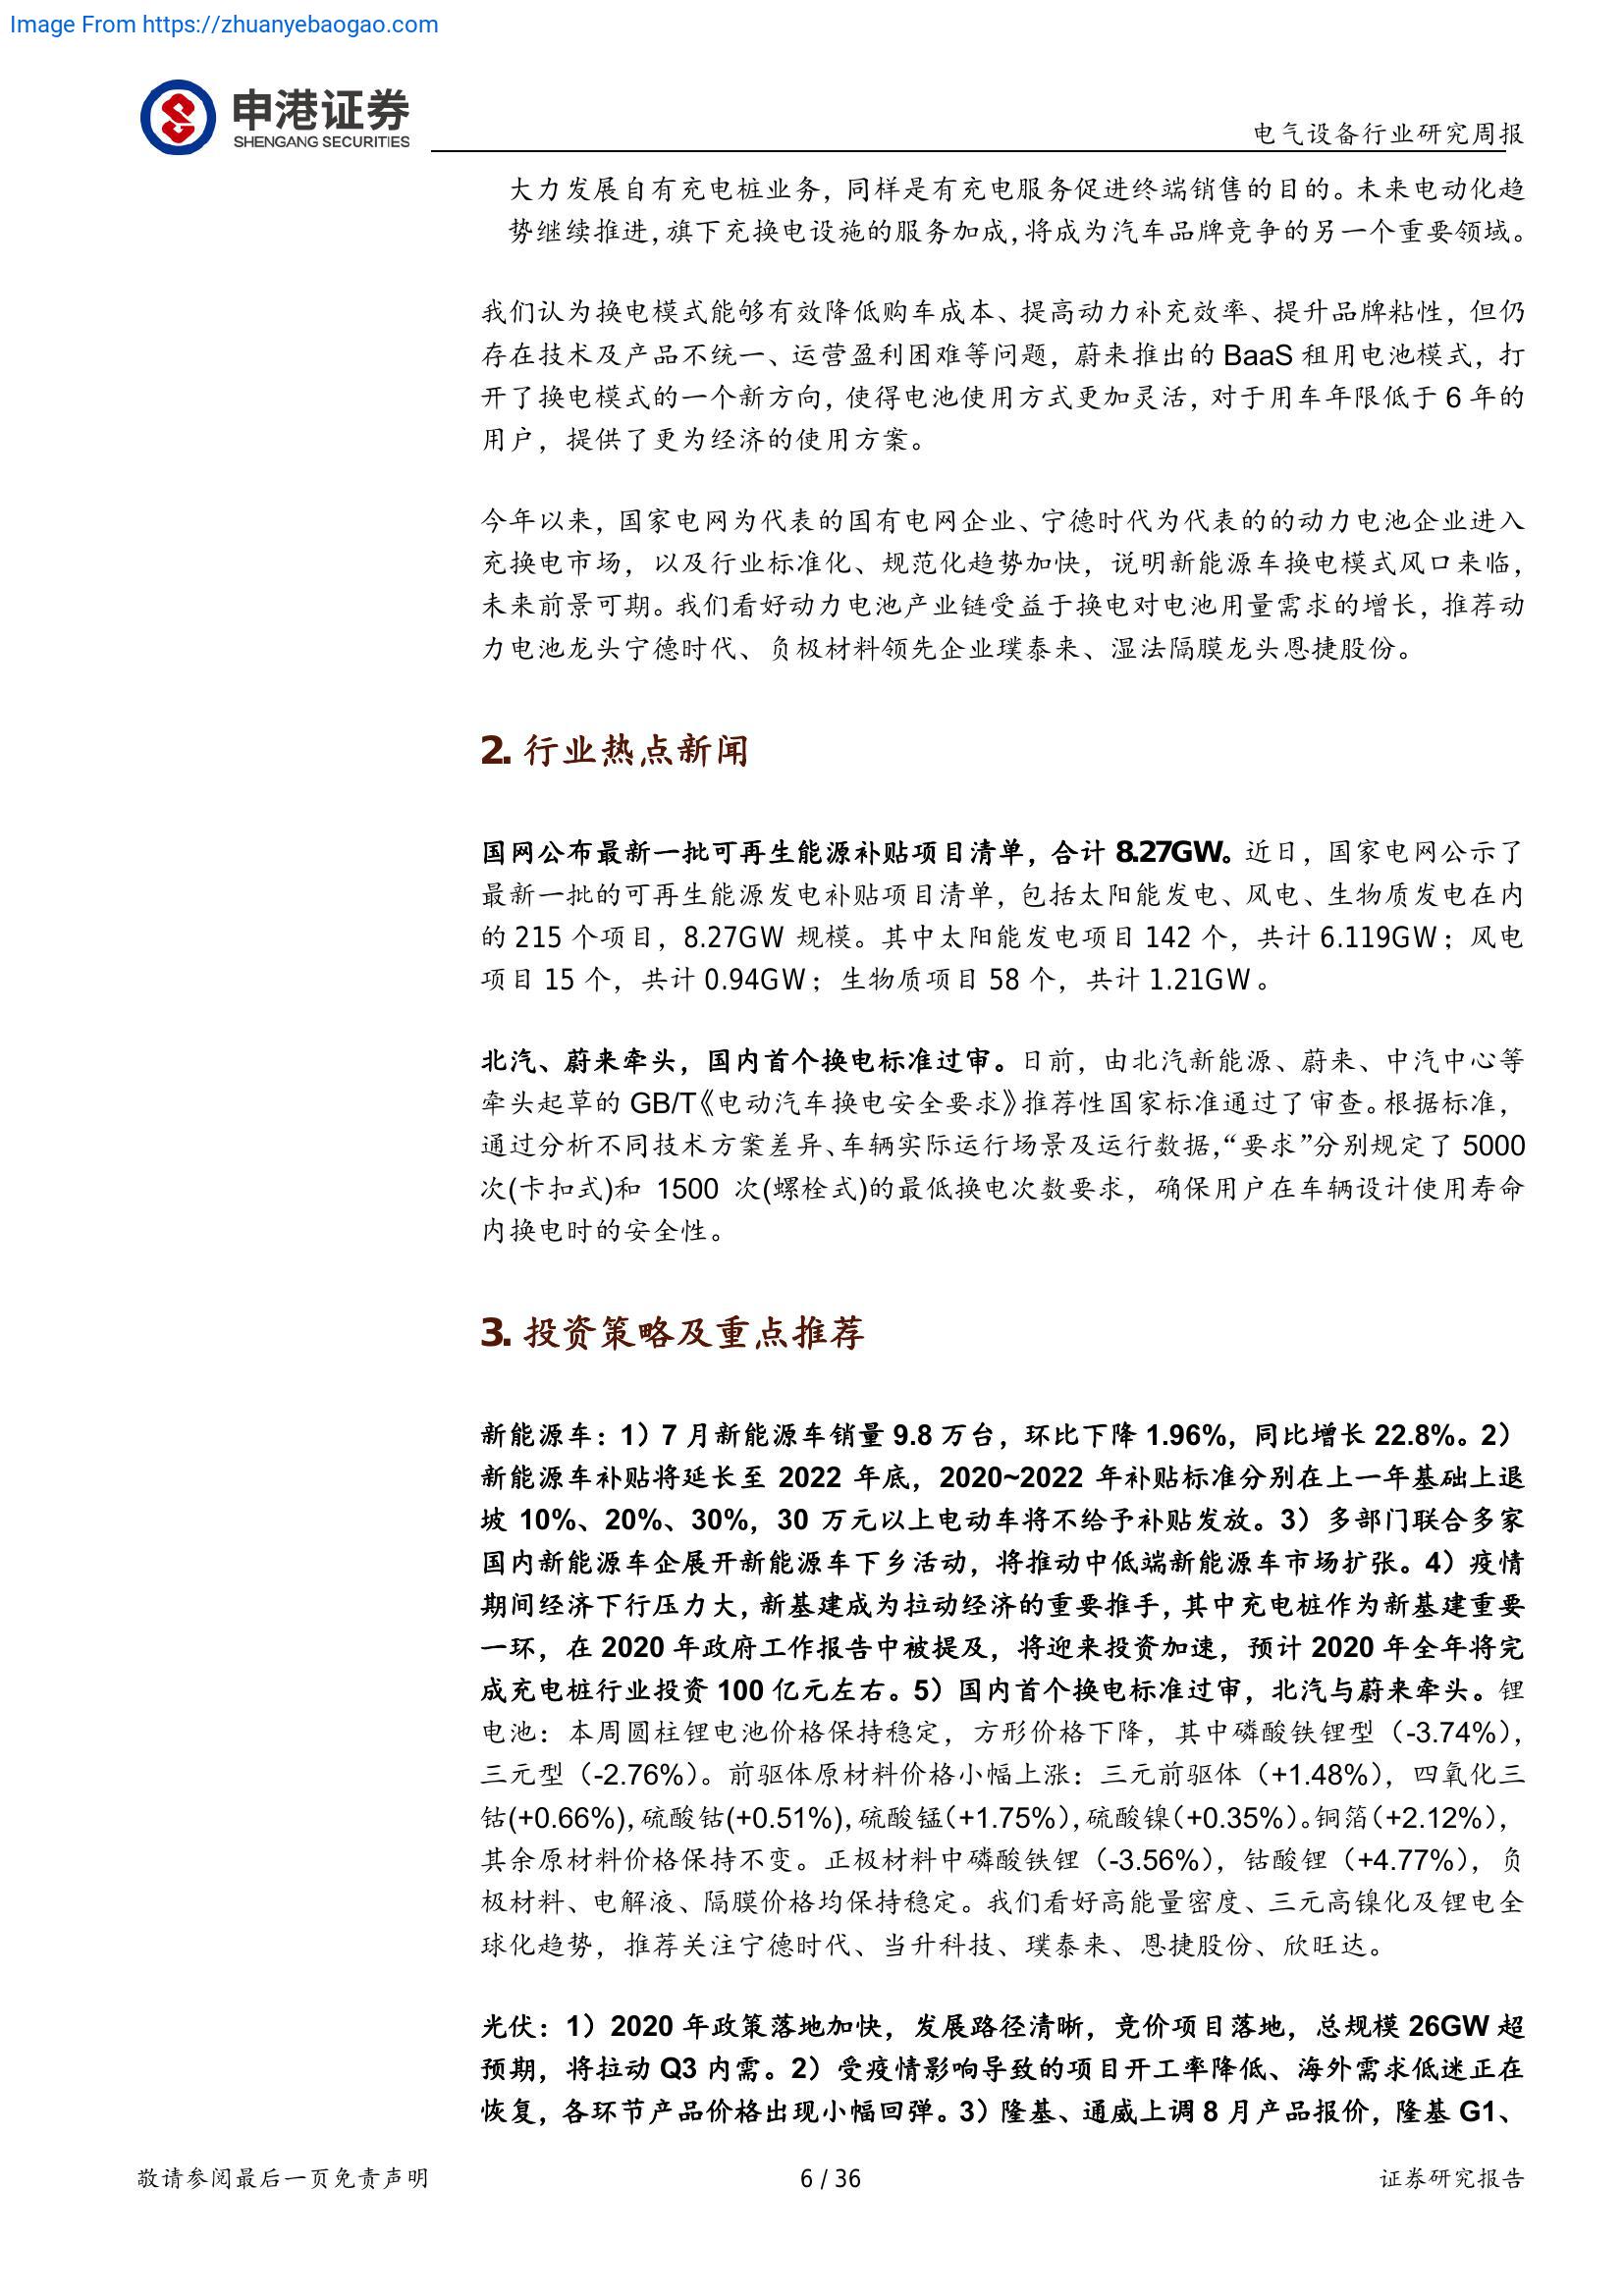 Image From https://zhuanyebaogao.com
申港证券
SHENGANG SECURITIES
电气设备行业研究周报
大力发展自有充电桩业务，同样是有充电服务促进终端销售的目的。未来电动化趋
势继续推进，旗下充换电设施的服务加成，将成为汽车品牌竞争的另一个重要领域。
我们认为换电模式能够有效降低购车成本、提高动力补充效率、提升品牌粘性，但仍
存在技术及产品不统一、运营盈利困难等问题，蔚来推出的 BaaS 租用电池模式，打
开了换电模式的一个新方向，使得电池使用方式更加灵活，对于用车年限低于 6 年的
用户，提供了更为经济的使用方案。
今年以来，国家电网为代表的国有电网企业、宁德时代为代表的的动力电池企业进入
充换电市场，以及行业标准化、规范化趋势加快，说明新能源车换电模式风口来临，
未来前景可期。我们看好动力电池产业链受益于换电对电池用量需求的增长，推荐动
力电池龙头宁德时代、负极材料领先企业璞泰来、湿法隔膜龙头恩捷股份。
2. 行业热点新闻
国网公布最新一批可再生能源补贴项目清单，合计 8.27GW。近日，国家电网公示了
最新一批的可再生能源发电补贴项目清单，包括太阳能发电、风电、生物质发电在内
的 215 个项目，8.27GW 规模。其中太阳能发电项目 142 个，共计 6.119GW；风电
项目 15 个，共计 0.94GW；生物质项目 58 个，共计 1.21GW。
北汽、蔚来牵头，国内首个换电标准过审。日前，由北汽新能源、蔚来、中汽中心等
牵头起草的 GB/T《电动汽车换电安全要求》推荐性国家标准通过了审查。根据标准，
通过分析不同技术方案差异、车辆实际运行场景及运行数据，“要求”分别规定了 5000
次(卡扣式)和 1500 次(螺栓式)的最低换电次数要求，确保用户在车辆设计使用寿命
内换电时的安全性。
3. 投资策略及重点推荐
新能源车：1）7 月新能源车销量 9.8 万台，环比下降 1.96%，同比增长 22.8%。2）
新能源车补贴将延长至 2022 年底，2020~2022 年补贴标准分别在上一年基础上退
坡 10%、20%、30%，30 万元以上电动车将不给予补贴发放。3）多部门联合多家
国内新能源车企展开新能源车下乡活动，将推动中低端新能源车市场扩张。4）疫情
期间经济下行压力大，新基建成为拉动经济的重要推手，其中充电桩作为新基建重要
一环，在 2020 年政府工作报告中被提及，将迎来投资加速，预计 2020 年全年将完
成充电桩行业投资 100 亿元左右。5）国内首个换电标准过审，北汽与蔚来牵头。锂
电池：本周圆柱锂电池价格保持稳定，方形价格下降，其中磷酸铁锂型（-3.74%），
三元型（-2.76%）。前驱体原材料价格小幅上涨：三元前驱体（+1.48%），四氧化三
钴(+0.66%)，硫酸钴(+0.51%)，硫酸锰（+1.75%），硫酸镍（+0.35%）。铜箔（+2.12%），
其余原材料价格保持不变。正极材料中磷酸铁锂（-3.56%），钴酸锂（+4.77%），负
极材料、电解液、隔膜价格均保持稳定。我们看好高能量密度、三元高镍化及锂电全
球化趋势，推荐关注宁德时代、当升科技、璞泰来、恩捷股份、欣旺达。
光伏：1）2020 年政策落地加快，发展路径清晰，竞价项目落地，总规模 26GW 超
预期，将拉动 Q3 内需。2）受疫情影响导致的项目开工率降低、海外需求低迷正在
恢复，各环节产品价格出现小幅回弹。3）隆基、通威上调 8 月产品报价，隆基 G1、
敬请参阅最后一页免责声明
6 / 36
证券研究报告